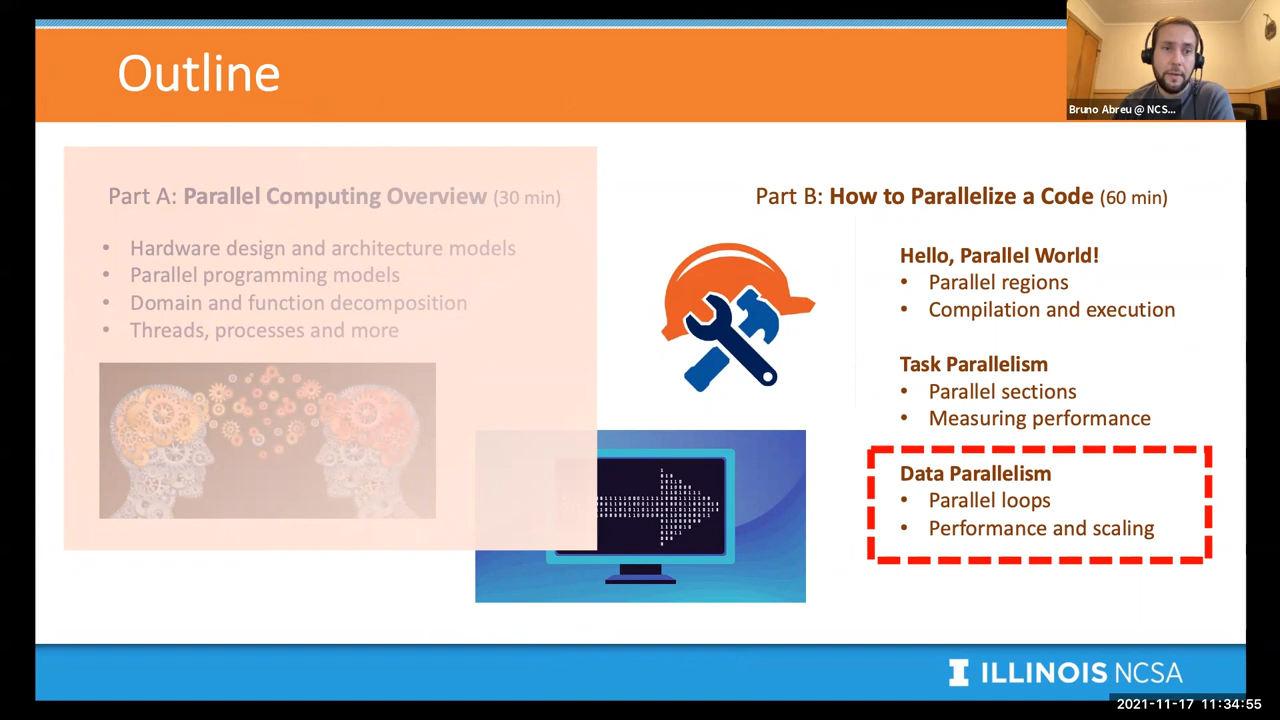 Outline
Bruno Abreu @ NCS...
Part A: Parallel Computing Overview (30 min)
• Hardware design and architecture models
• Parallel programming models
• Domain and function decomposition
• Threads, processes and more
Part B: How to Parallelize a Code (60 min)
Hello, Parallel World!
• Parallel regions
• Compilation and execution
Task Parallelism
• Parallel sections
• Measuring performance
Data Parallelism
• Parallel loops
• Performance and scaling
ILLINOIS NCSA
2021-11-17 11:34:55